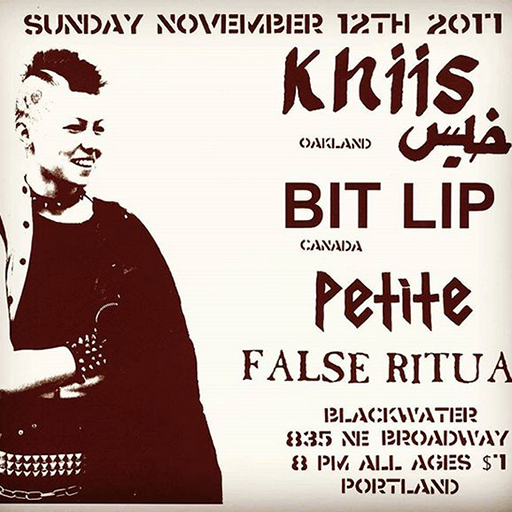 SUNDAY NOVEMBER 12TH 2017
Khiis
خليس
OAKLAND
BIT LIP
CANADA
Petite
FALSE RITUA
BLACKWATER
835 NE BROADWAY
8 PM ALL AGES $1
PORTLAND